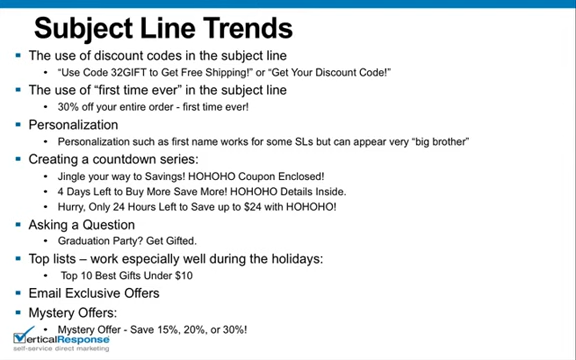 Subject Line Trends
The use of discount codes in the subject line
• "Use Code 32GIFT to Get Free Shipping!" or "Get Your Discount Code!"
The use of "first time ever" in the subject line
• 30% off your entire order - first time ever!
Personalization
• Personalization such as first name works for some SLs but can appear very "big brother"
Creating a countdown series:
• Jingle your way to Savings! HOHOHO Coupon Enclosed!
• 4 Days Left to Buy More Save More! HOHOHO Details Inside.
• Hurry, Only 24 Hours Left to Save up to $24 with HOHOHO!
Asking a Question
• Graduation Party? Get Gifted.
Top lists – work especially well during the holidays:
• Top 10 Best Gifts Under $10
Email Exclusive Offers
Mystery Offers:
• Mystery Offer - Save 15%, 20%, or 30%!
VerticalResponse
self-service direct marketing